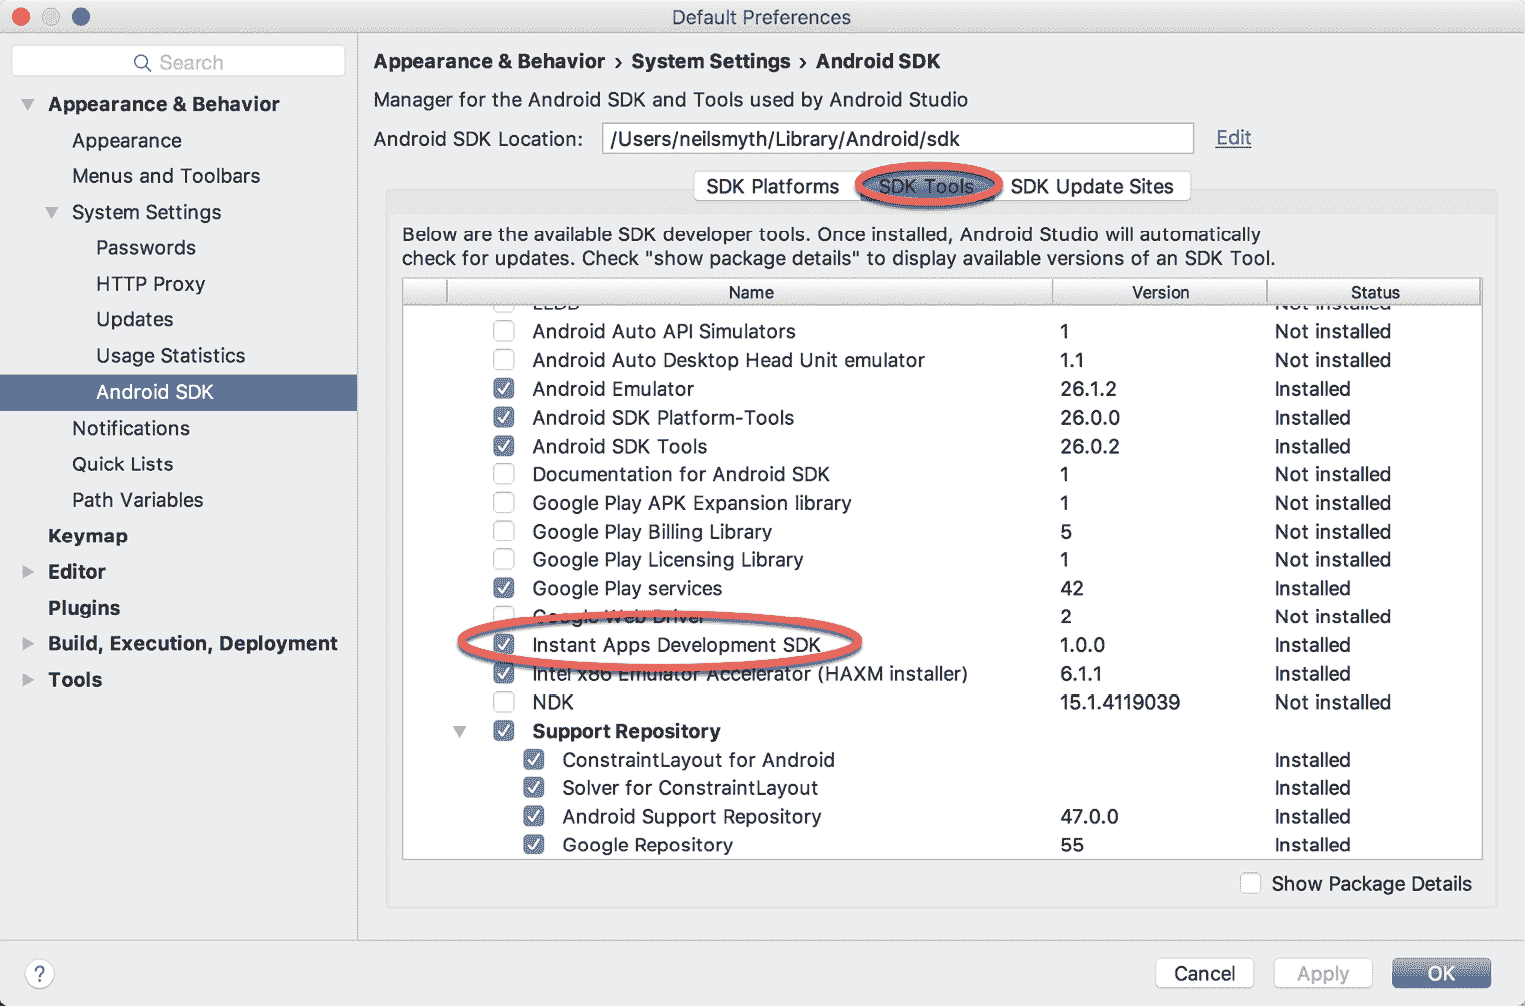 Default Preferences
Search
Appearance & Behavior
Appearance
Menus and Toolbars
System Settings
Passwords
HTTP Proxy
Updates
Usage Statistics
Android SDK
Notifications
Quick Lists
Path Variables
Keymap
Editor
Plugins
Build, Execution, Deployment
Tools
Appearance & Behavior › System Settings › Android SDK
Manager for the Android SDK and Tools used by Android Studio
Android SDK Location: /Users/neilsmyth/Library/Android/sdk Edit
SDK Platforms SDK Tools SDK Update Sites
Below are the available SDK developer tools. Once installed, Android Studio will automatically
check for updates. Check "show package details" to display available versions of an SDK Tool.
Name Version Status
Not installed
Android Auto API Simulators 1 Not installed
Android Auto Desktop Head Unit emulator 1.1 Not installed
Android Emulator 26.1.2 Installed
Android SDK Platform-Tools 26.0.0 Installed
Android SDK Tools 26.0.2 Installed
Documentation for Android SDK 1 Not installed
Google Play APK Expansion library 1 Not installed
Google Play Billing Library 5 Not installed
Google Play Licensing Library 1 Not installed
Google Play services 42 Installed
Google Web Driver 2 Not installed
Instant Apps Development SDK 1.0.0 Installed
Intel x86 Emulator Accelerator (HAXM installer) 6.1.1 Installed
NDK 15.1.4119039 Not installed
Support Repository
ConstraintLayout for Android Installed
Solver for ConstraintLayout Installed
Android Support Repository 47.0.0 Installed
Google Repository 55 Installed
Show Package Details
? Cancel Apply OK